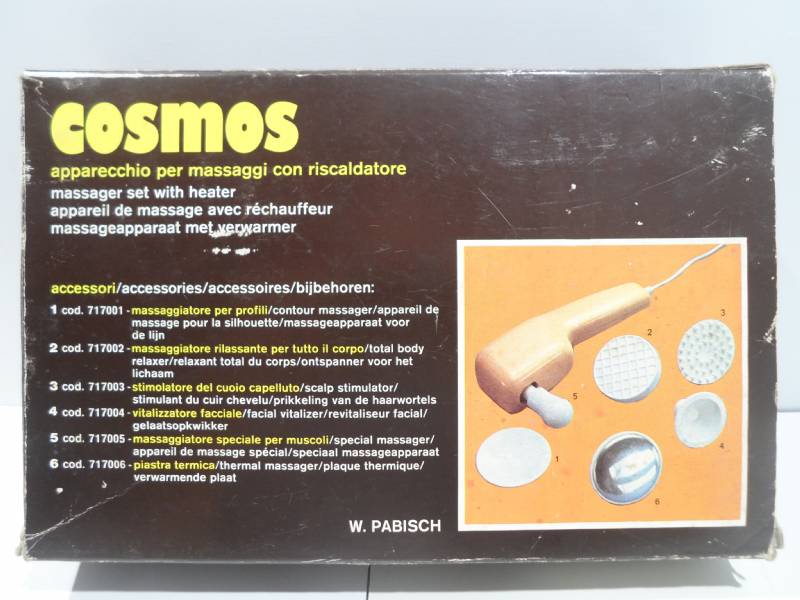 cosmos
apparecchio per massaggi con riscaldatore
massager set with heater
appareil de massage avec réchauffeur
massageapparaat met verwarmer
accessori/accessories/accessoires/bijbehoren:
1 cod. 717001 - massaggiatore per profili/contour massager/appareil de
massage pour la silhouette/massageapparaat voor
de lijn
2 cod. 717002 - massaggiatore rilassante per tutto il corpo/total body
relaxer/relaxant total du corps/ontspanner voor het
lichaam
3 cod. 717003 - stimolatore del cuoio capelluto/scalp stimulator/
stimulant du cuir chevelu/prikkeling van de haarwortels
4 cod. 717004 - vitalizzatore facciale/facial vitalizer/revitaliseur facial/
gelaatsopkwikker
5 cod. 717005 - massaggiatore speciale per muscoli/special massager/
appareil de massage spécial/speciaal massageapparaat
6 cod. 717006 - piastra termica/thermal massager/plaque thermique/
verwarmende plaat
W. PABISCH
3
2
5
4
1
6